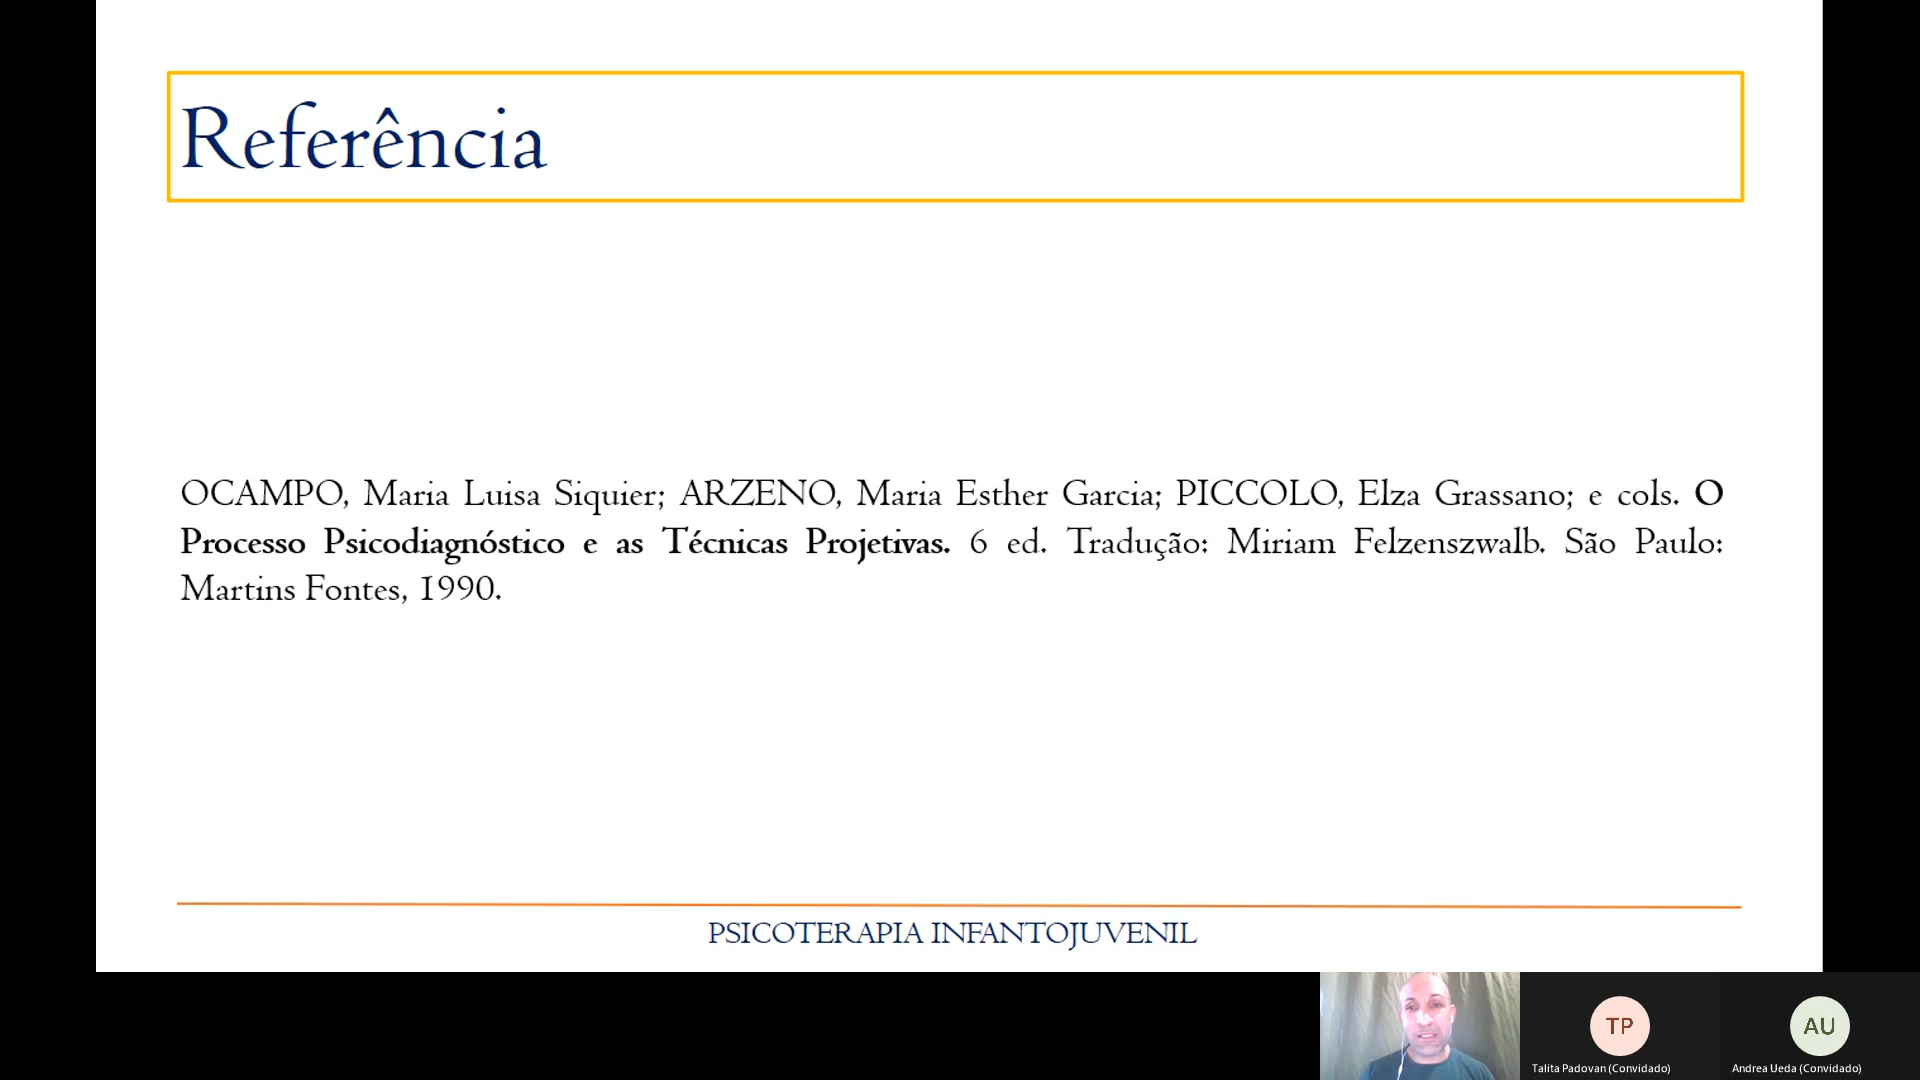 Referência
OCAMPO, Maria Luisa Siquier; ARZENO, Maria Esther Garcia; PICCOLO, Elza Grassano; e cols. O
Processo Psicodiagnóstico e as Técnicas Projetivas. 6 ed. Tradução: Miriam Felzenszwalb. São Paulo:
Martins Fontes, 1990.
PSICOTERAPIA INFANTOJUVENIL
TP
AU
Talita Padovan (Convidado)
Andrea Ueda (Convidado)